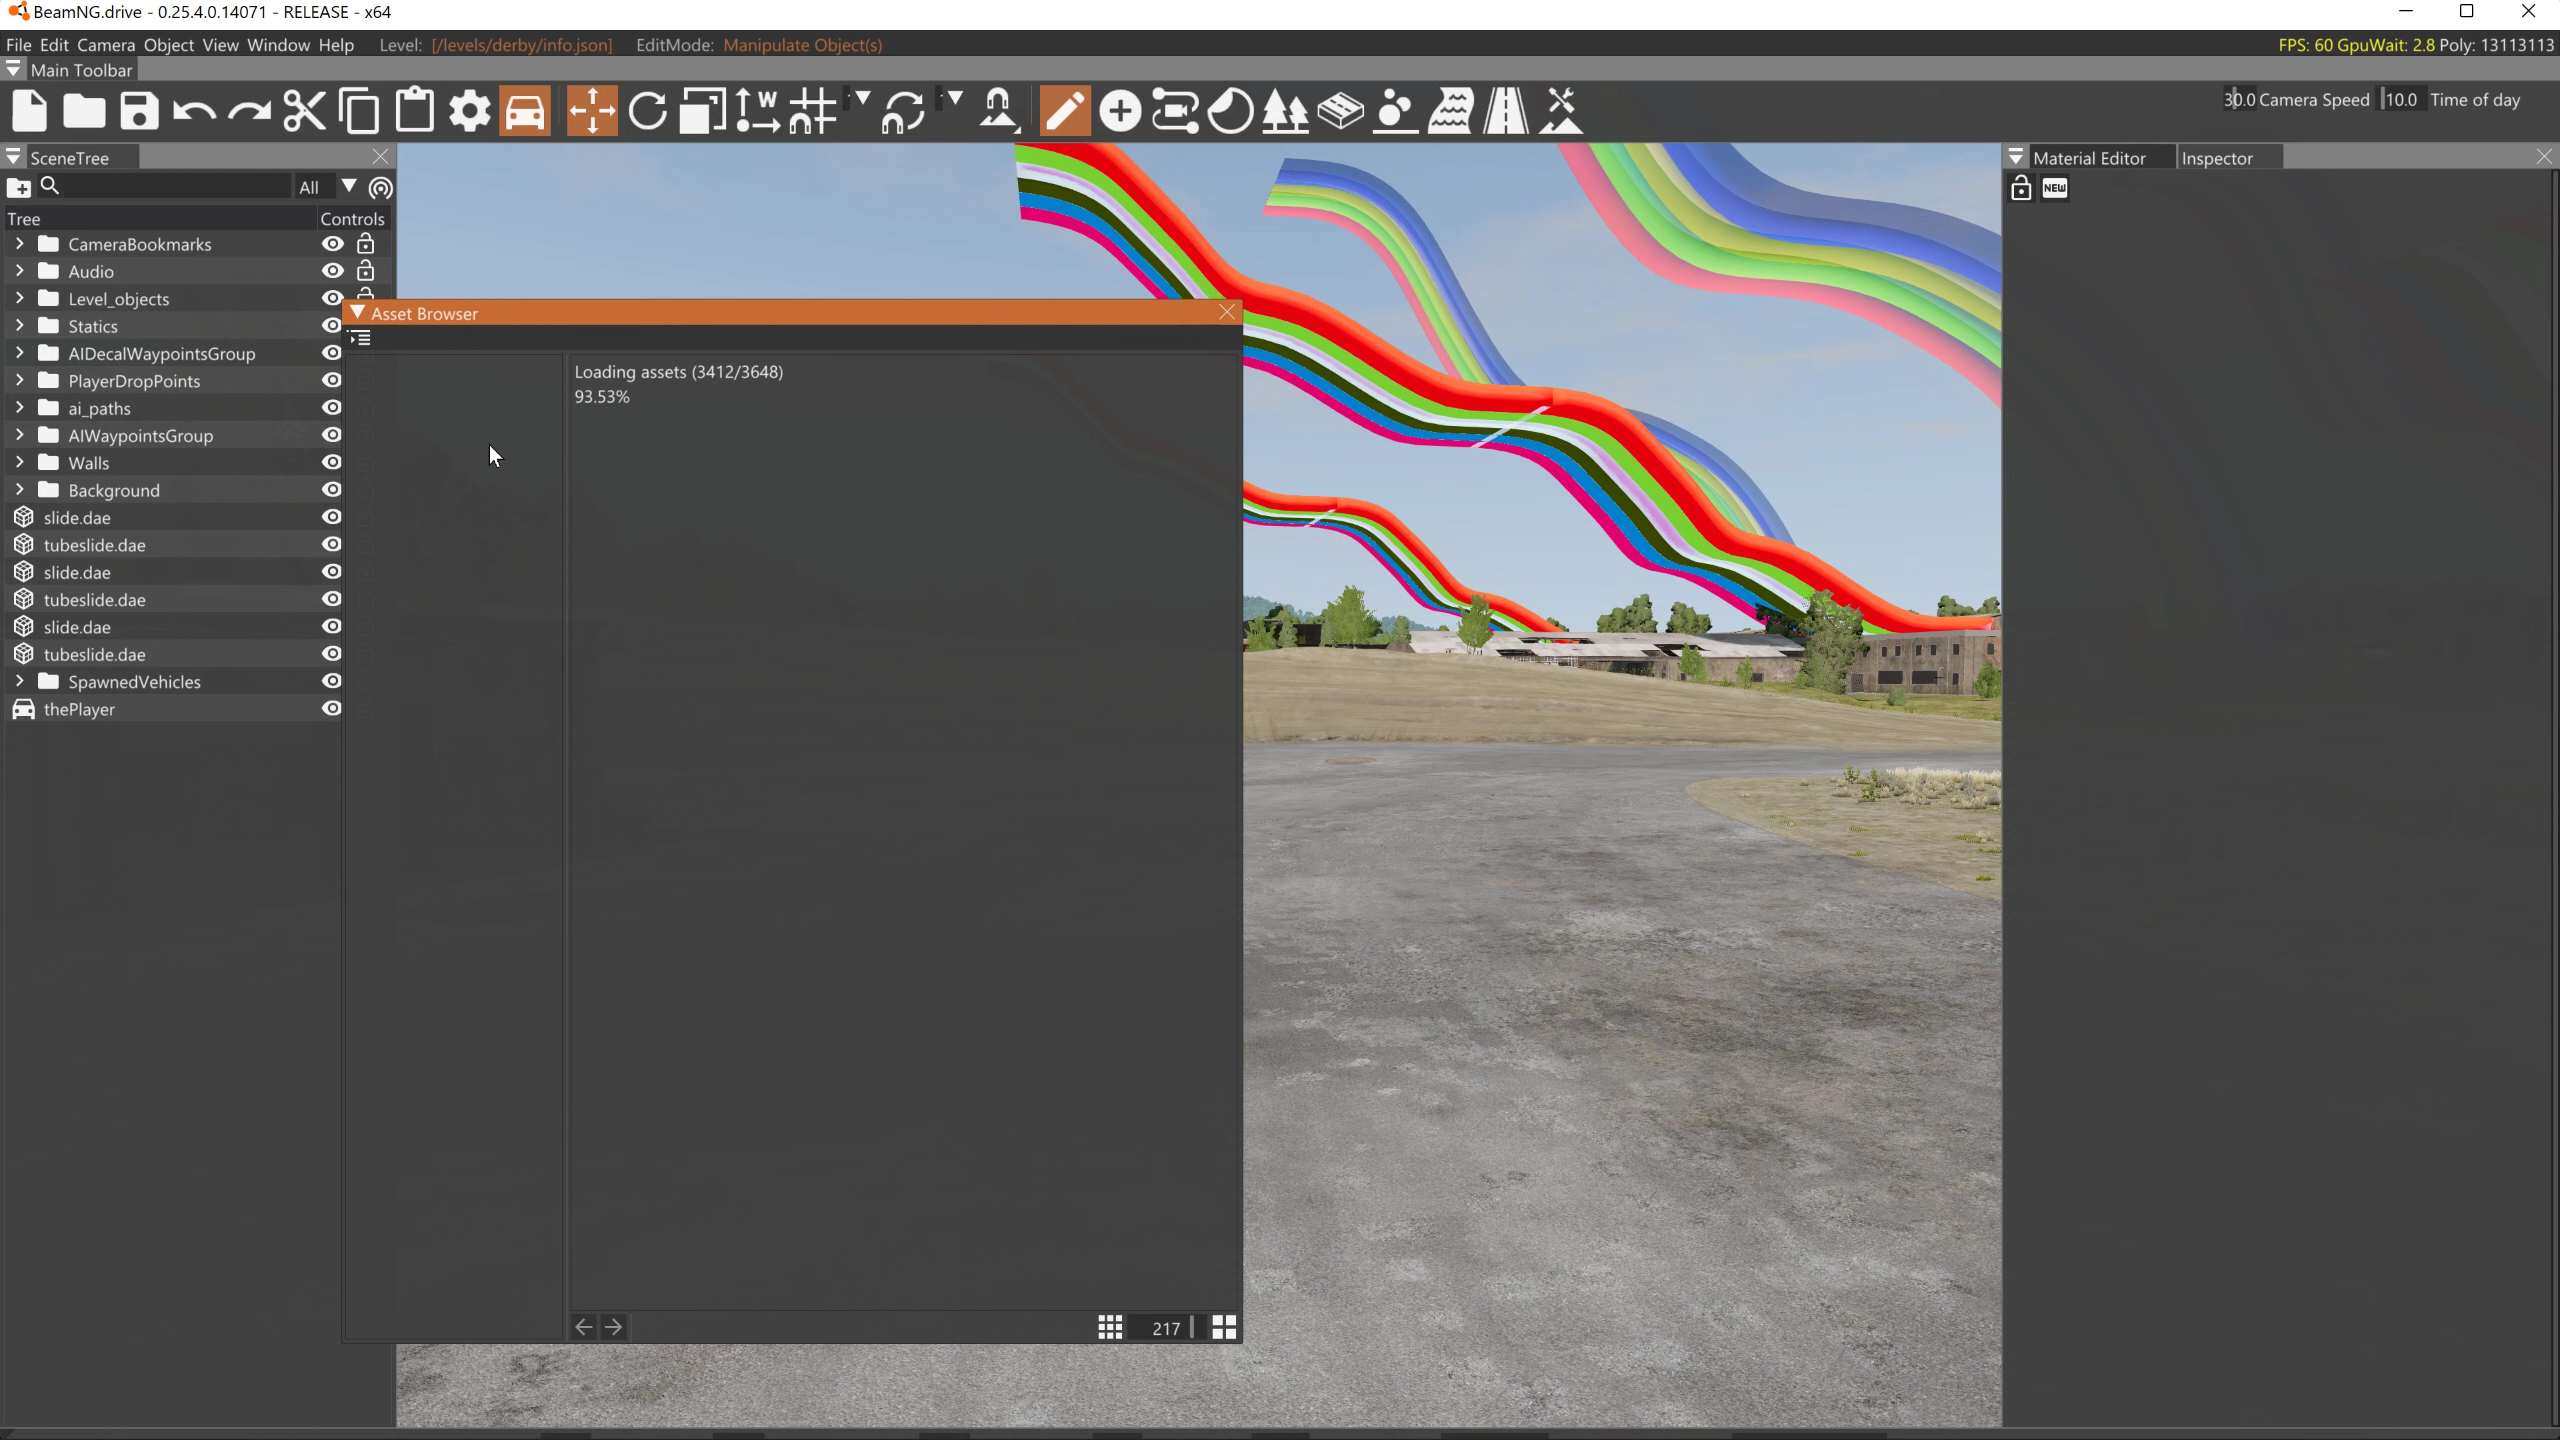 BeamNG.drive - 0.25.4.0.14071 - RELEASE - x64
File Edit Camera Object View Window Help Level: [/levels/derby/info.json] EditMode: Manipulate Object(s) FPS: 60 GpuWait: 2.8 Poly: 13113113
Main Toolbar
W
30.0 Camera Speed 10.0 Time of day
SceneTree
All
Tree Controls
CameraBookmarks
Audio
Level_objects
Statics
AIDecalWaypointsGroup
PlayerDropPoints
ai_paths
AIWaypointsGroup
Walls
Background
slide.dae
tubeslide.dae
slide.dae
tubeslide.dae
slide.dae
tubeslide.dae
SpawnedVehicles
thePlayer
Asset Browser
Loading assets (3412/3648)
93.53%
217
Material Editor Inspector
NEW